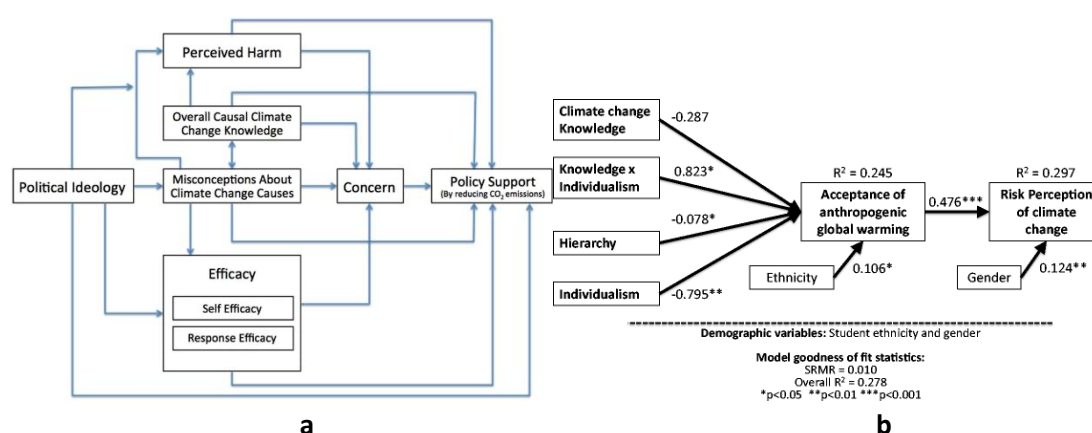 Perceived Harm
Overall Causal Climate
Change Knowledge
Political Ideology
Misconceptions About
Climate Change Causes
Concern
Policy Support
(By reducing CO₂ emissions)
Efficacy
Self Efficacy
Response Efficacy
a
Climate change
Knowledge
-0.287
Knowledge x
Individualism
0.823*
Hierarchy
-0.078*
Individualism
-0.795**
R² = 0.245
Acceptance of
anthropogenic
global warming
0.476***
R² = 0.297
Risk Perception
of climate
change
Ethnicity
0.106*
Gender
0.124**
Demographic variables: Student ethnicity and gender
Model goodness of fit statistics:
SRMR = 0.010
Overall R² = 0.278
*p<0.05 **p<0.01 ***p<0.001
b